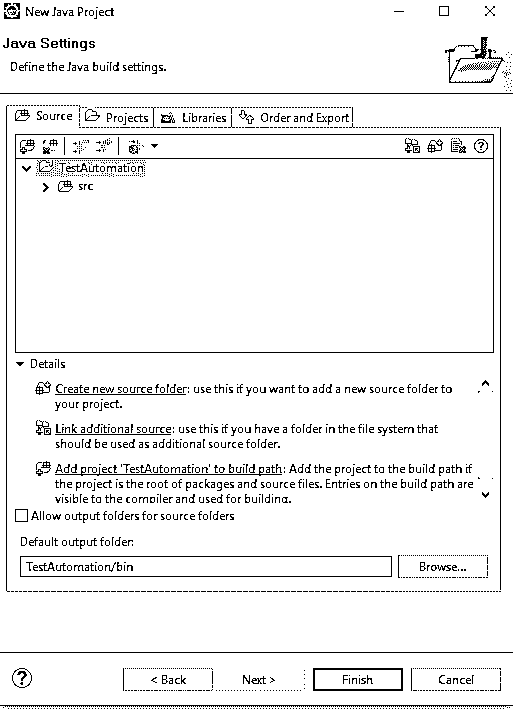 New Java Project
Java Settings
Define the Java build settings.
Source Projects Libraries Order and Export
TestAutomation
src
Details
Create new source folder: use this if you want to add a new source folder to
your project.
Link additional source: use this if you have a folder in the file system that
should be used as additional source folder.
Add project 'TestAutomation' to build path: Add the project to the build path if
the project is the root of packages and source files. Entries on the build path are
visible to the compiler and used for building.
Allow output folders for source folders
Default output folder:
TestAutomation/bin Browse...
< Back Next > Finish Cancel